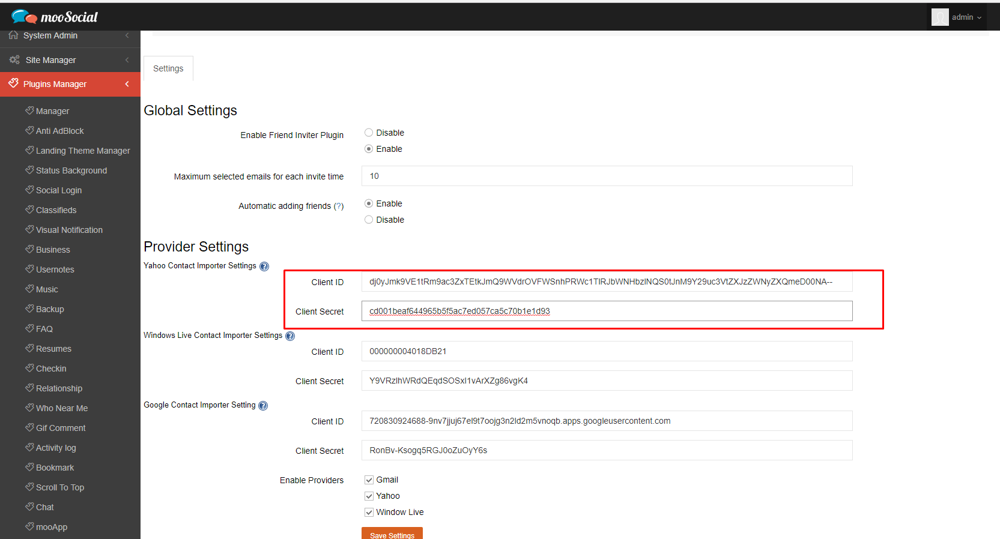 mooSocial
admin
System Admin
Site Manager
Plugins Manager
Manager
Anti AdBlock
Landing Theme Manager
Status Background
Social Login
Classifieds
Visual Notification
Business
Usernotes
Music
Backup
FAQ
Resumes
Checkin
Relationship
Who Near Me
Gif Comment
Activity log
Bookmark
Scroll To Top
Chat
mooApp
Settings
Global Settings
Enable Friend Inviter Plugin
Disable
Enable
Maximum selected emails for each invite time
10
Automatic adding friends (?)
Enable
Disable
Provider Settings
Yahoo Contact Importer Settings ?
Client ID dj0yJmk9VE1tRm9ac3ZxTEtkJmQ9WVdrOVFWSnhPRWc1TlRJbWNHbzlNQS0tJnM9Y29uc3VtZXJzZWNyZXQmeD00NA--
Client Secret cd001beaf644965b5f5ac7ed057ca5c70b1e1d93
Windows Live Contact Importer Settings ?
Client ID 000000004018DB21
Client Secret Y9VRzlhWRdQEqdSOSxI1vArXZg86vgK4
Google Contact Importer Setting ?
Client ID 720830924688-9nv7jjuj67el9t7oojg3n2ld2m5vnoqb.apps.googleusercontent.com
Client Secret RonBv-Ksogq5RGJ0oZuOyY6s
Enable Providers
Gmail
Yahoo
Window Live
Save Settings